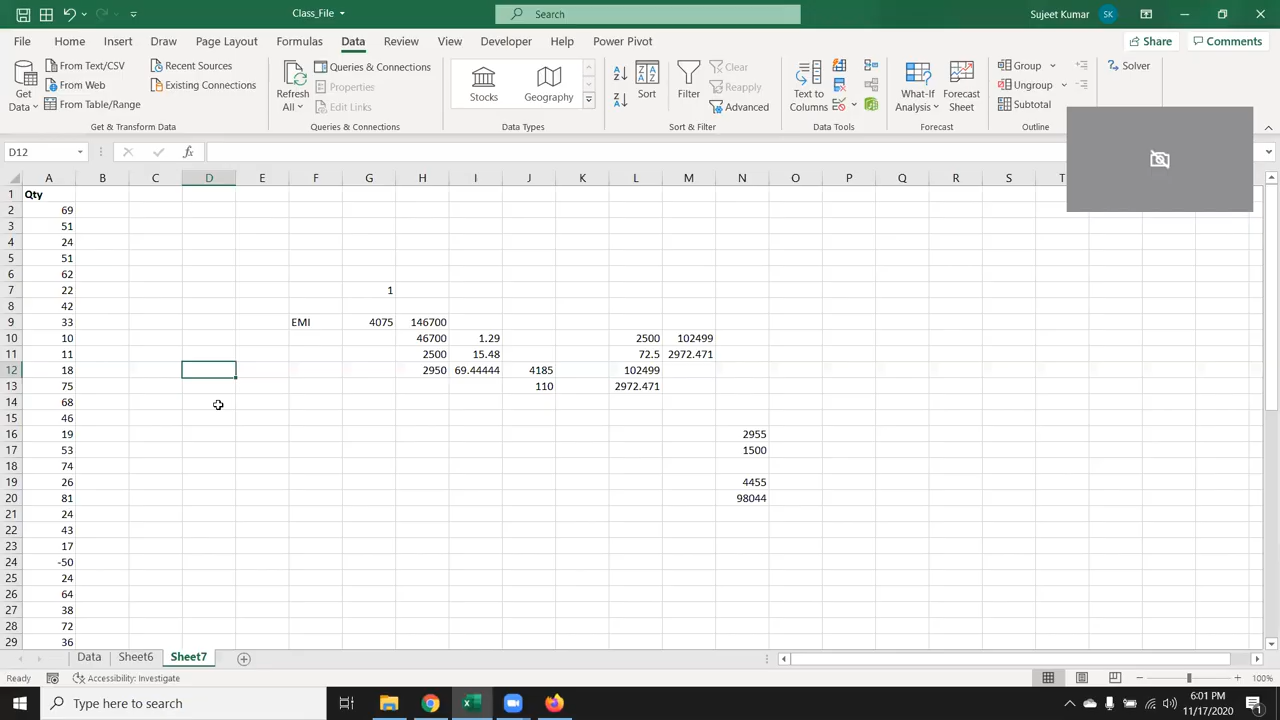 Class_File
Search
Sujeet Kumar
SK
File Home Insert Draw Page Layout Formulas Data Review View Developer Help Power Pivot
Share
Comments
Get Data
From Text/CSV
From Web
From Table/Range
Recent Sources
Existing Connections
Get & Transform Data
Refresh All
Queries & Connections
Properties
Edit Links
Queries & Connections
Stocks
Geography
Data Types
Sort
Filter
Clear
Reapply
Advanced
Sort & Filter
Text to Columns
Data Tools
What-If Analysis
Forecast Sheet
Forecast
Group
Ungroup
Subtotal
Outline
Solver
D12
fx
A B C D E F G H I J K L M N O P Q R S T
1 Qty
2 69
3 51
4 24
5 51
6 62
7 22 1
8 42
9 33 EMI 4075 146700
10 10 46700 1.29 2500 102499
11 11 2500 15.48 72.5 2972.471
12 18 2950 69.44444 4185 102499
13 75 110 2972.471
14 68
15 46
16 19 2955
17 53 1500
18 74
19 26 4455
20 81 98044
21 24
22 43
23 17
24 -50
25 24
26 64
27 38
28 72
29 36
Data Sheet6 Sheet7
Ready
Accessibility: Investigate
100%
Type here to search
6:01 PM
11/17/2020
1